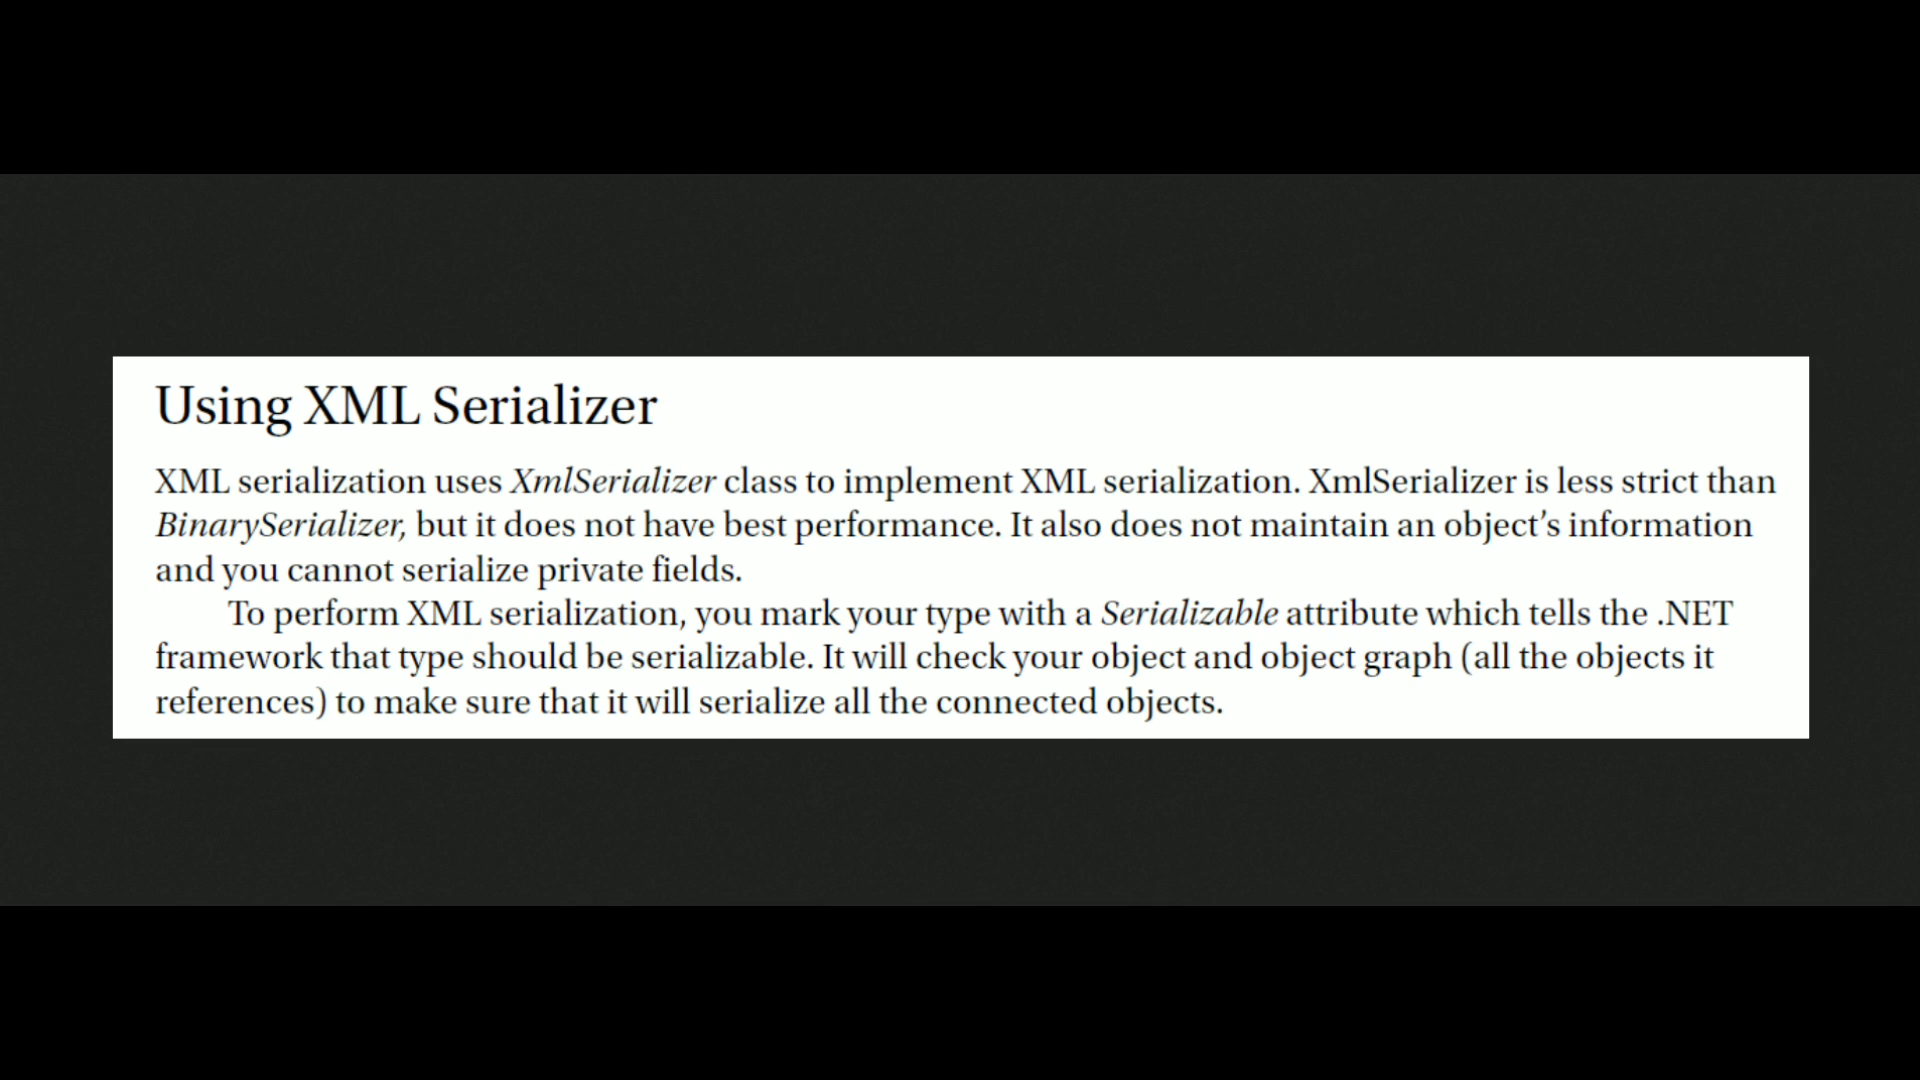 Using XML Serializer
XML serialization uses XmlSerializer class to implement XML serialization. XmlSerializer is less strict than
BinarySerializer, but it does not have best performance. It also does not maintain an object’s information
and you cannot serialize private fields.
To perform XML serialization, you mark your type with a Serializable attribute which tells the .NET
framework that type should be serializable. It will check your object and object graph (all the objects it
references) to make sure that it will serialize all the connected objects.